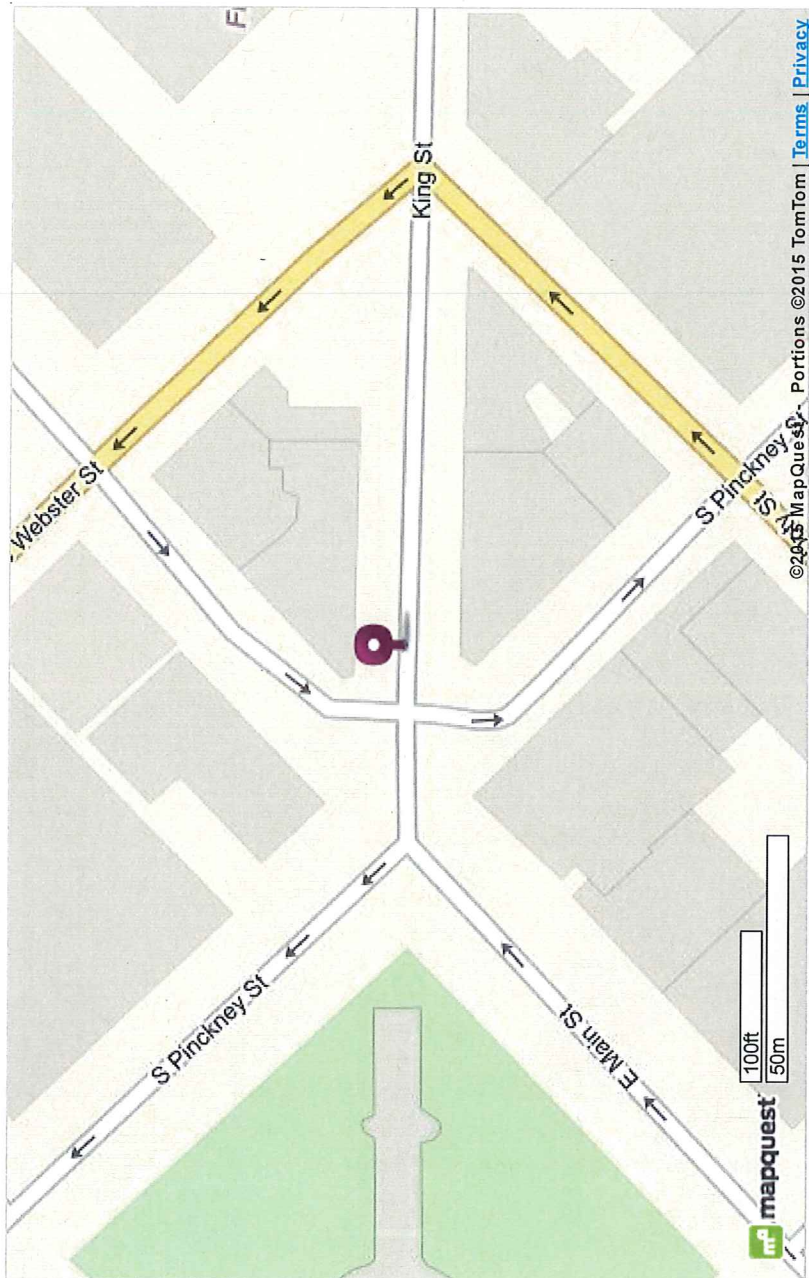 Fi
Webster St
King St
S Pinckney St
S Pinckney St
E Main St
100ft
50m
mapquest
©2015 MapQuest - Portions ©2015 TomTom | Terms | Privacy